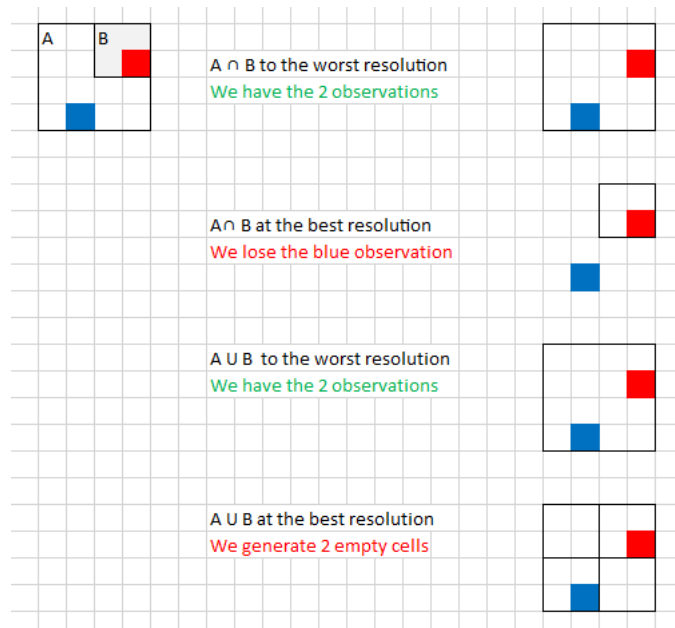 A
B
A ∩ B to the worst resolution
We have the 2 observations
A∩ B at the best resolution
We lose the blue observation
A U B  to the worst resolution
We have the 2 observations
A U B at the best resolution
We generate 2 empty cells